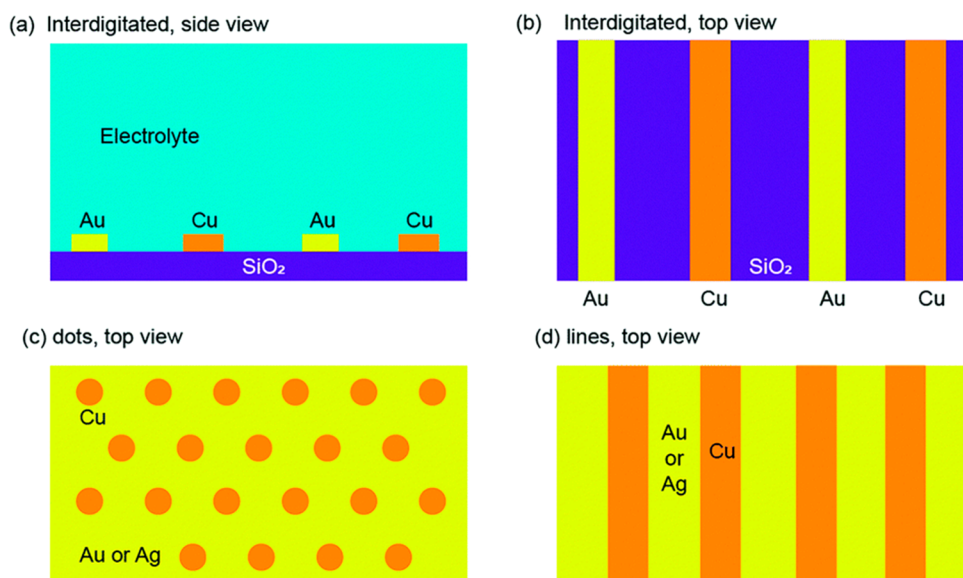 (a) Interdigitated, side view
Electrolyte
Au
Cu
Au
Cu
SiO₂
(b) Interdigitated, top view
SiO₂
Au
Cu
Au
Cu
(c) dots, top view
Cu
Au or Ag
(d) lines, top view
Au
or
Ag
Cu